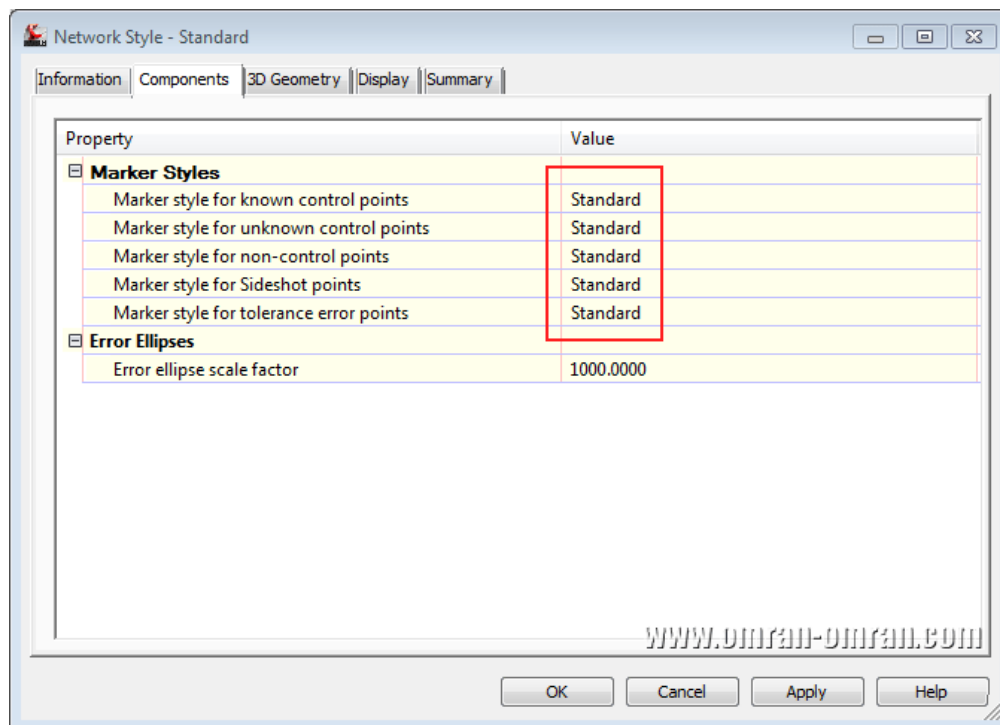 Network Style - Standard
Information Components 3D Geometry Display Summary
Property Value
Marker Styles
Marker style for known control points Standard
Marker style for unknown control points Standard
Marker style for non-control points Standard
Marker style for Sideshot points Standard
Marker style for tolerance error points Standard
Error Ellipses
Error ellipse scale factor 1000.0000
www.omran-omran.com
OK Cancel Apply Help